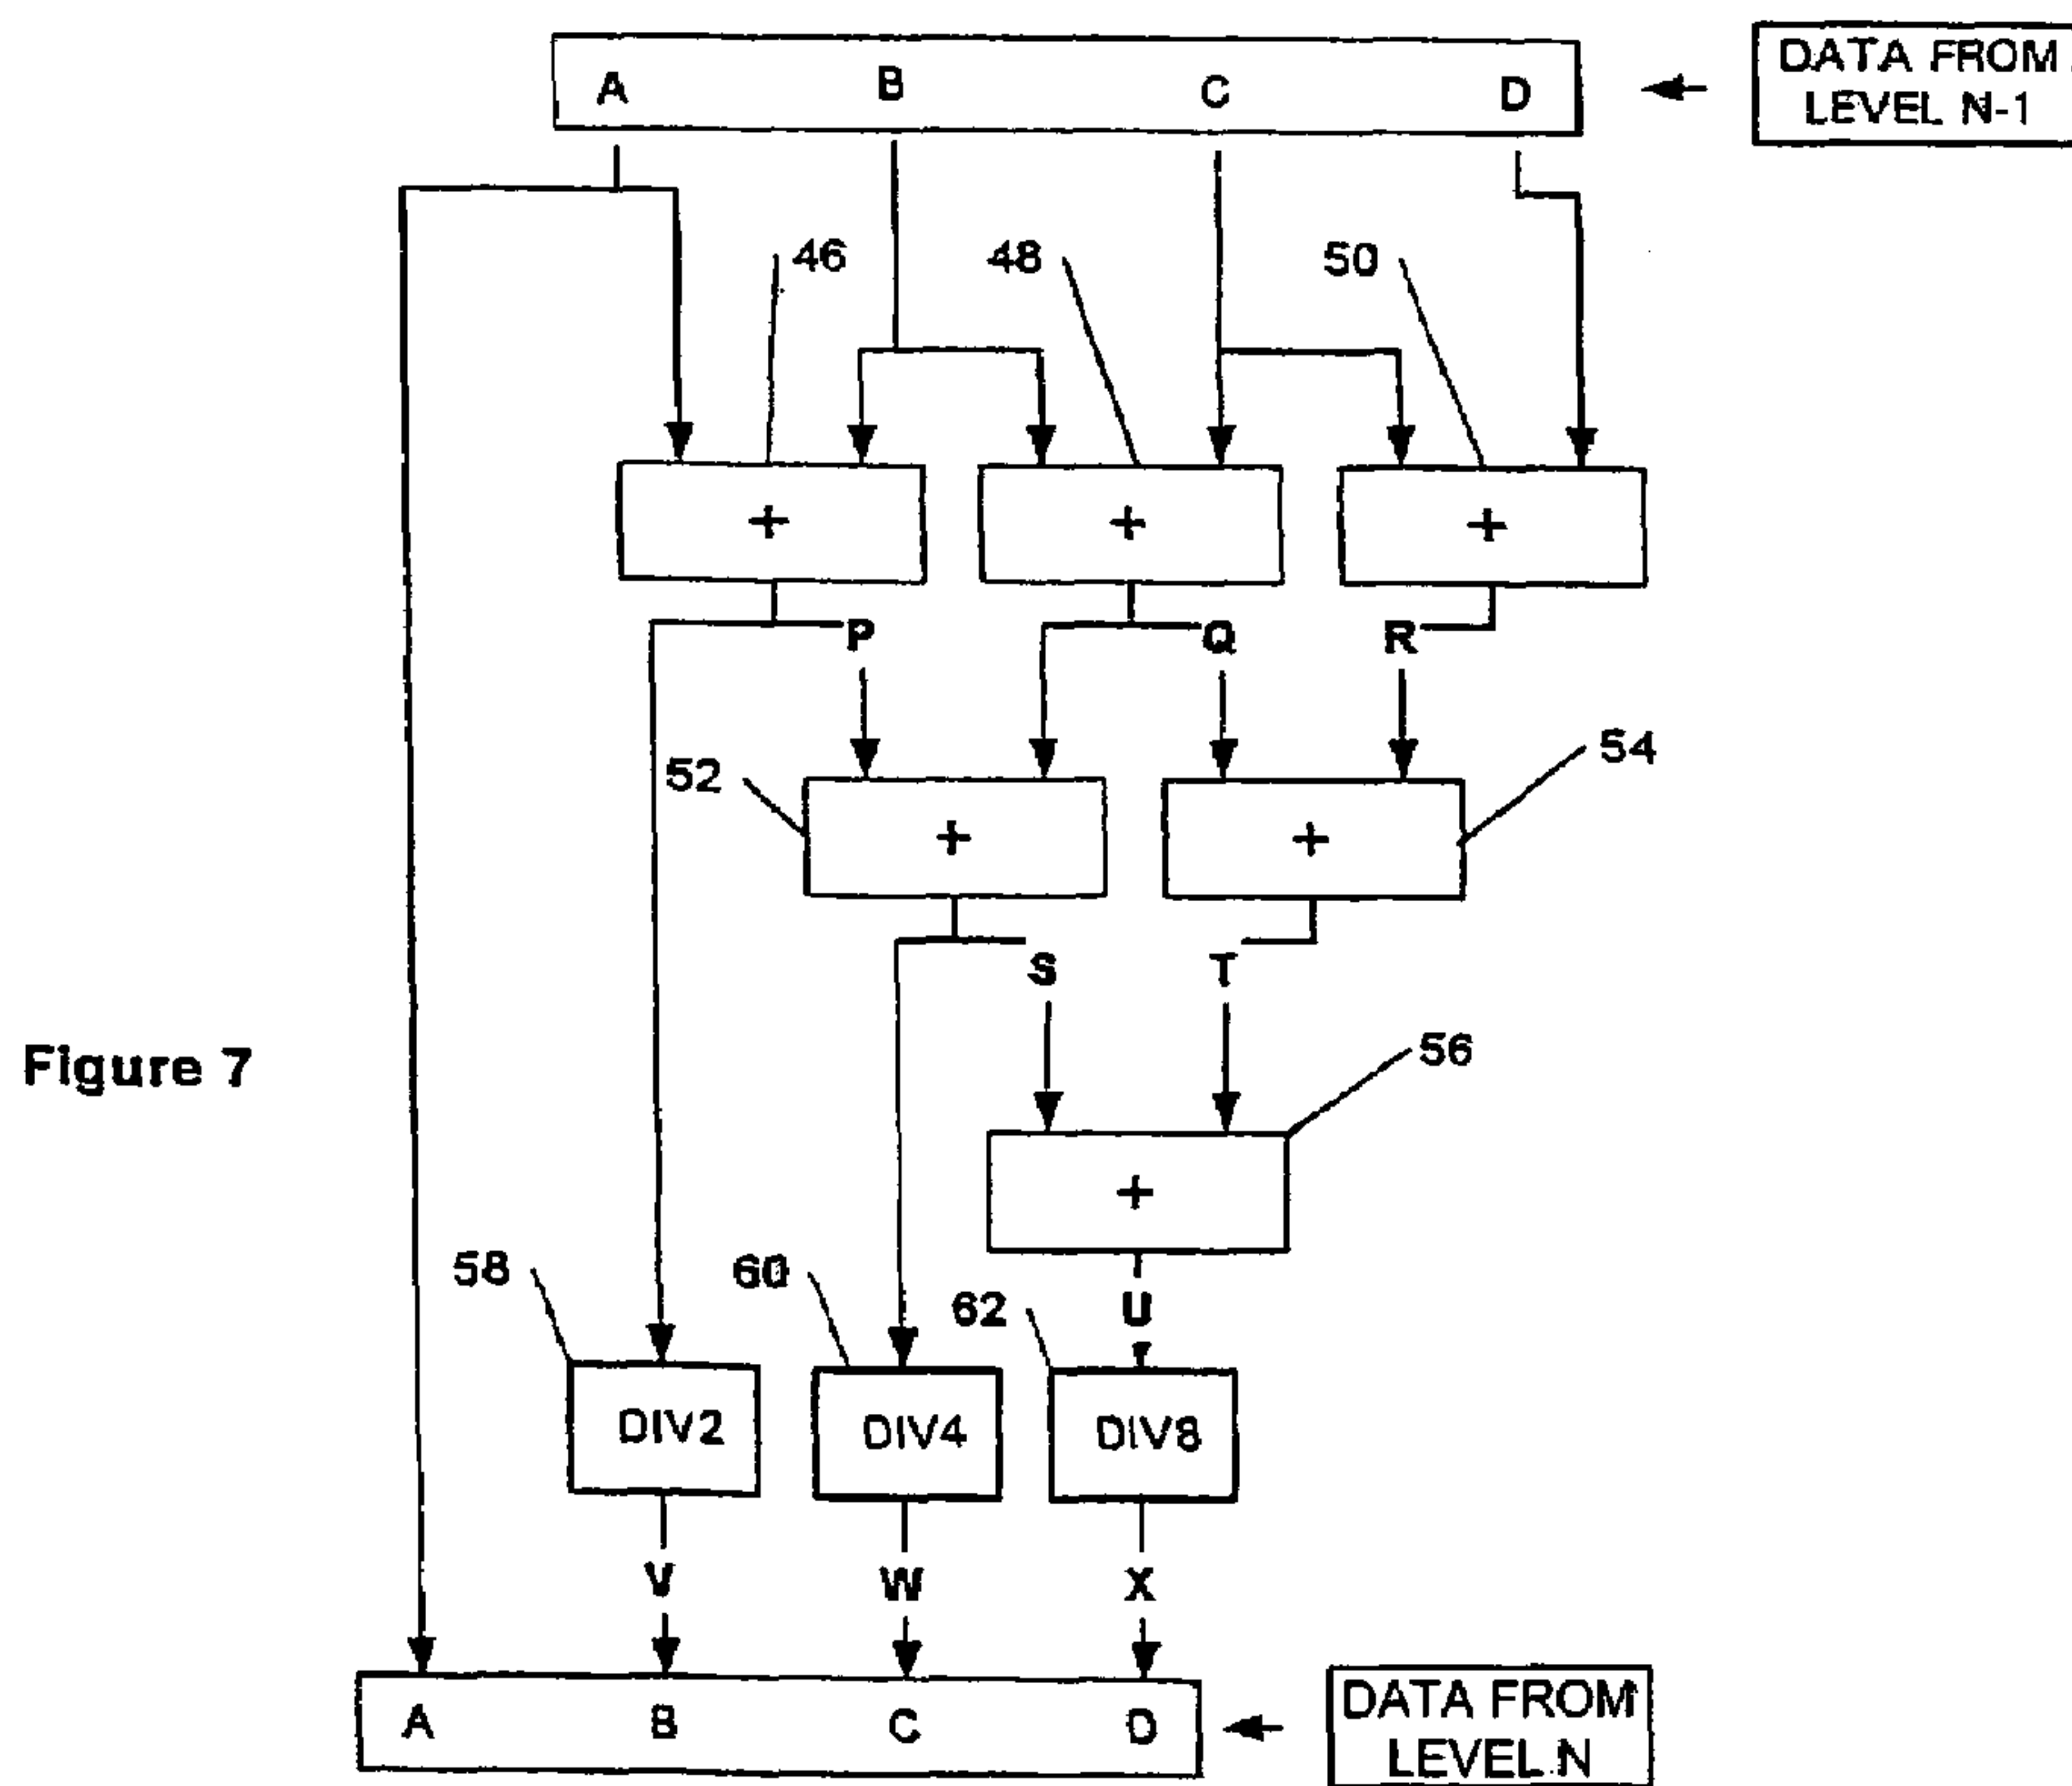 A B C D
DATA FROM
LEVEL N-1
46 48 50
+ + +
P Q R
52 54
+ +
S T
Figure 7
56
+
58 60 62 U
DIV2 DIV4 DIV8
V W X
A B C D
DATA FROM
LEVEL N